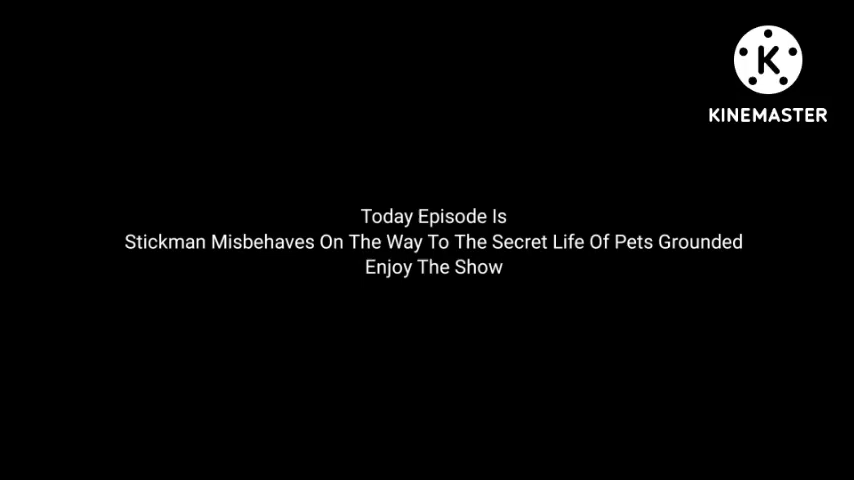 K
KINEMASTER
Today Episode Is
Stickman Misbehaves On The Way To The Secret Life Of Pets Grounded
Enjoy The Show